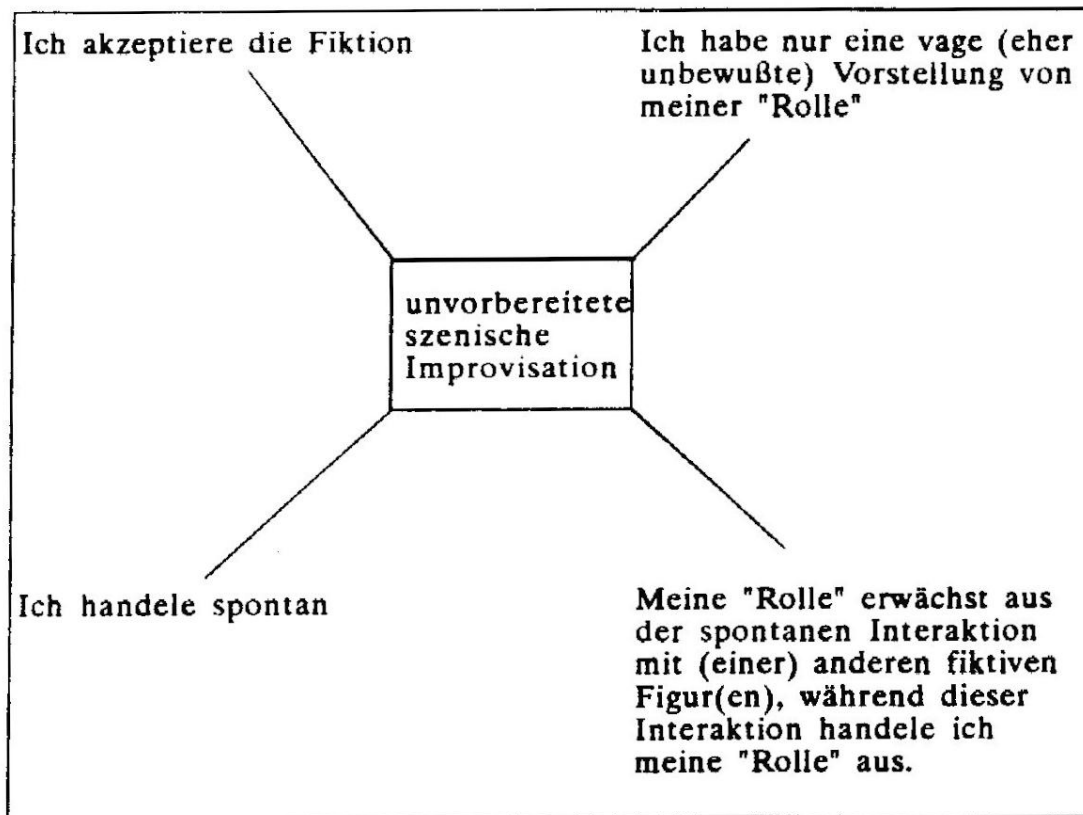 Ich akzeptiere die Fiktion
Ich habe nur eine vage (eher
unbewußte) Vorstellung von
meiner "Rolle"
unvorbereitete
szenische
Improvisation
Ich handele spontan
Meine "Rolle" erwächst aus
der spontanen Interaktion
mit (einer) anderen fiktiven
Figur(en), während dieser
Interaktion handele ich
meine "Rolle" aus.